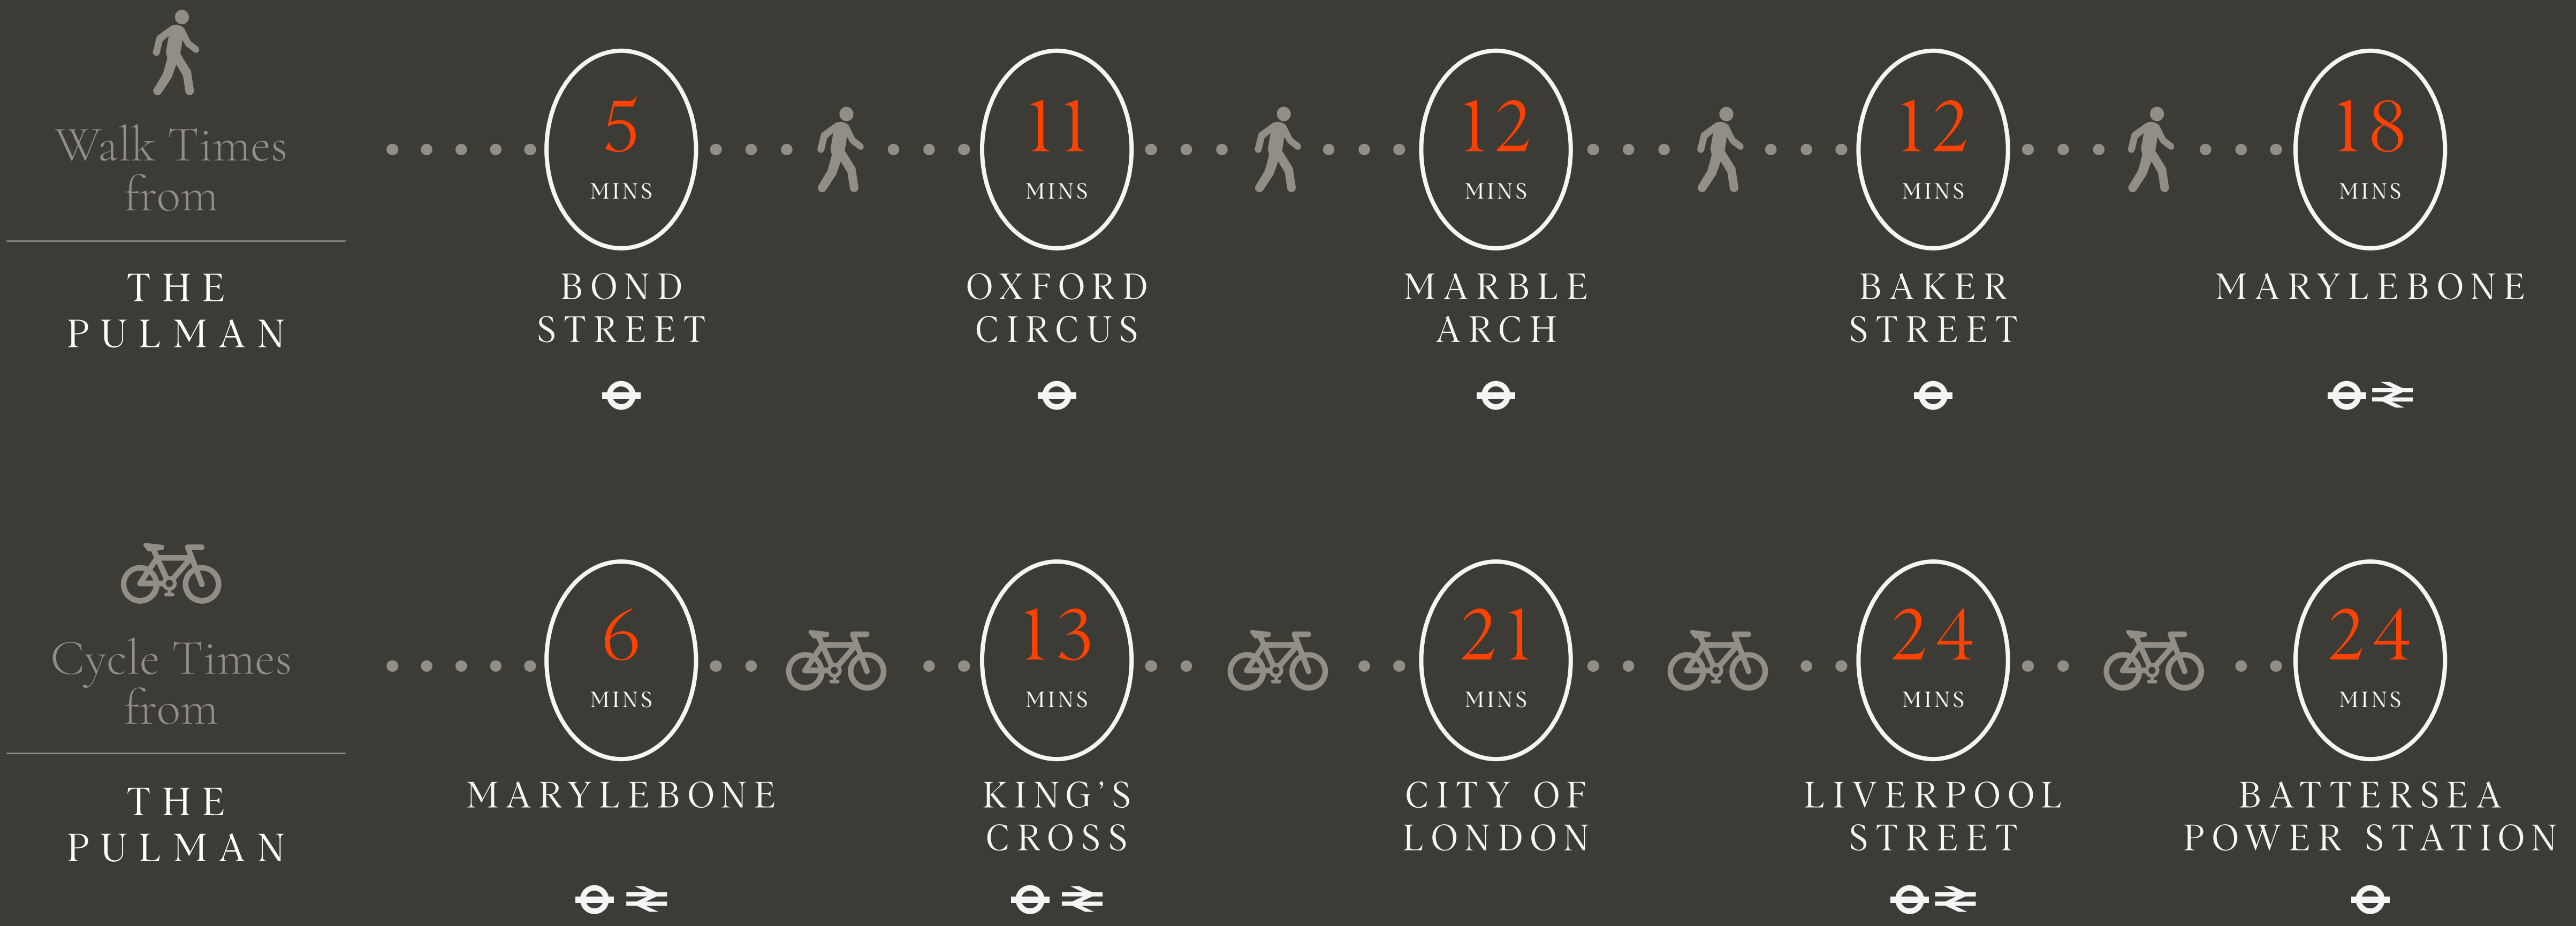 Walk Times
from
THE
PULMAN
5
MINS
BOND
STREET
11
MINS
OXFORD
CIRCUS
12
MINS
MARBLE
ARCH
12
MINS
BAKER
STREET
18
MINS
MARYLEBONE
Cycle Times
from
THE
PULMAN
6
MINS
MARYLEBONE
13
MINS
KING’S
CROSS
21
MINS
CITY OF
LONDON
24
MINS
LIVERPOOL
STREET
24
MINS
BATTERSEA
POWER STATION